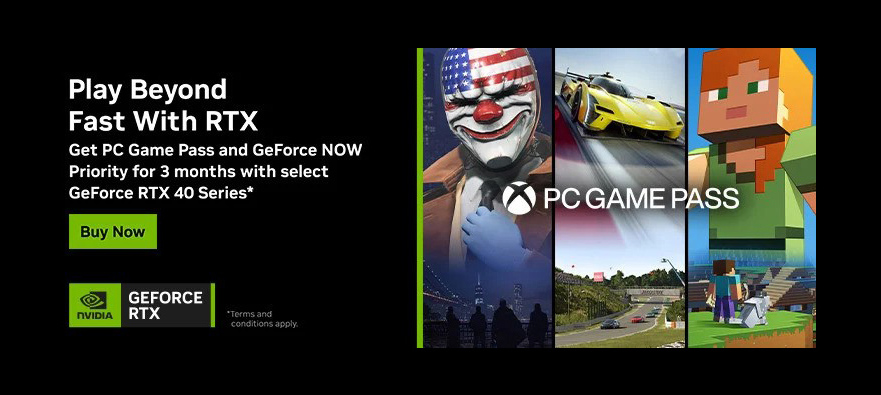 Play Beyond
Fast With RTX
Get PC Game Pass and GeForce NOW
Priority for 3 months with select
GeForce RTX 40 Series*
Buy Now
NVIDIA
GEFORCE
RTX
*Terms and
conditions apply.
PC GAME PASS